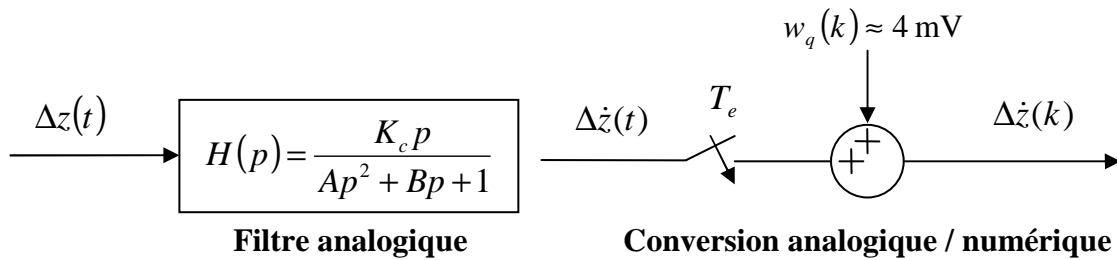 w_q(k) ≈ 4 mV
Δz(t)
H(p) = K_c p / (Ap² + Bp + 1)
Δż(t)
T_e
Δż(k)
+
+
Filtre analogique
Conversion analogique / numérique